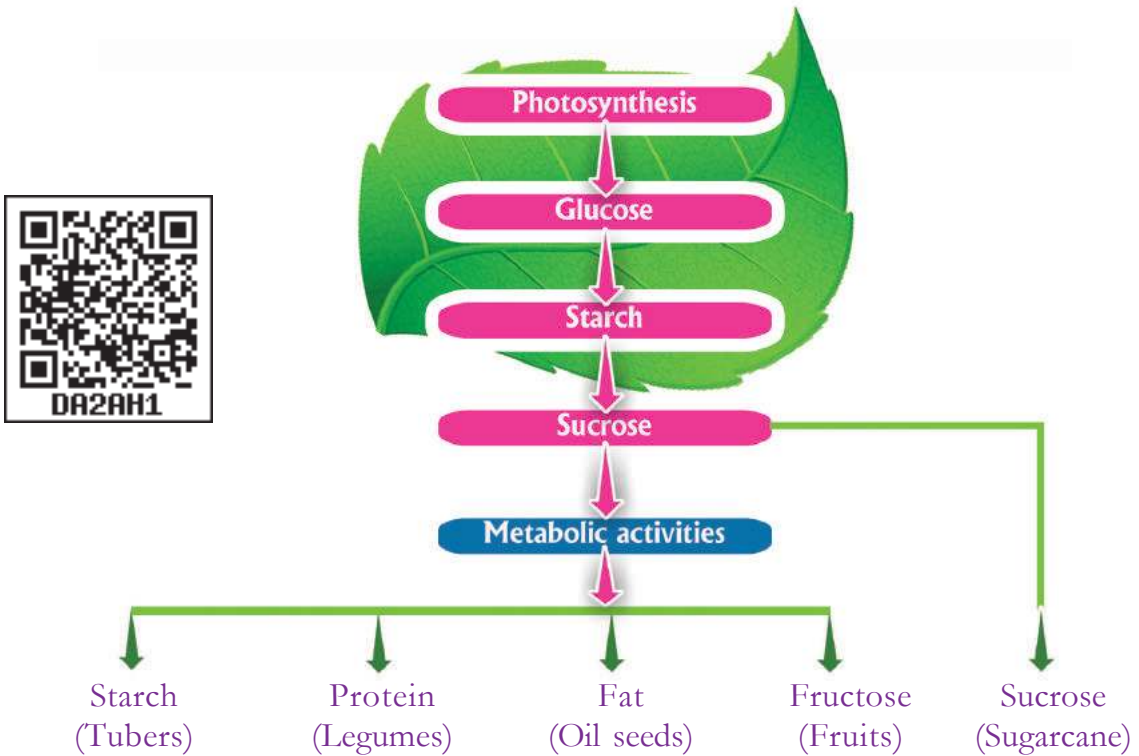 Photosynthesis
Glucose
Starch
DA2AH1
Sucrose
Metabolic activities
Starch
(Tubers)
Protein
(Legumes)
Fat
(Oil seeds)
Fructose
(Fruits)
Sucrose
(Sugarcane)